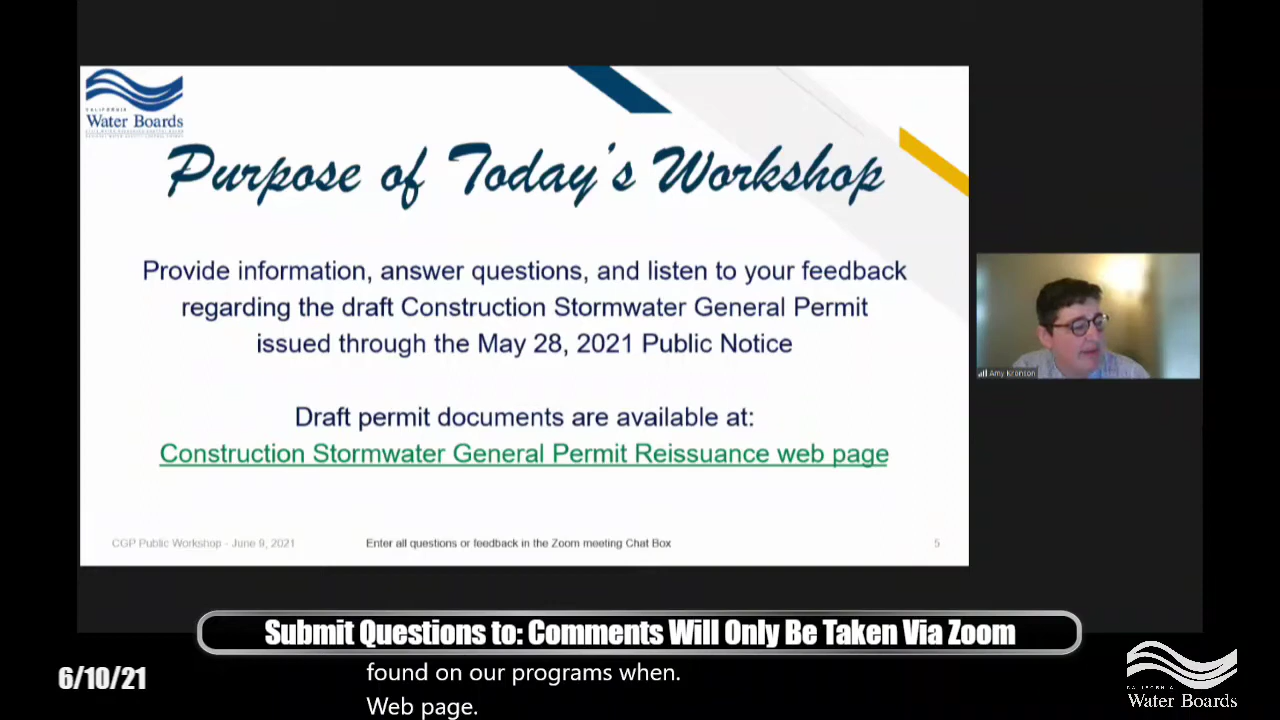 CALIFORNIA
Water Boards
Purpose of Today's Workshop
Provide information, answer questions, and listen to your feedback
regarding the draft Construction Stormwater General Permit
issued through the May 28, 2021 Public Notice
Draft permit documents are available at:
Construction Stormwater General Permit Reissuance web page
CGP Public Workshop - June 9, 2021
Enter all questions or feedback in the Zoom meeting Chat Box
5
Amy Kronson
Submit Questions to: Comments Will Only Be Taken Via Zoom
found on our programs when.
Web page.
6/10/21
CALIFORNIA
Water Boards